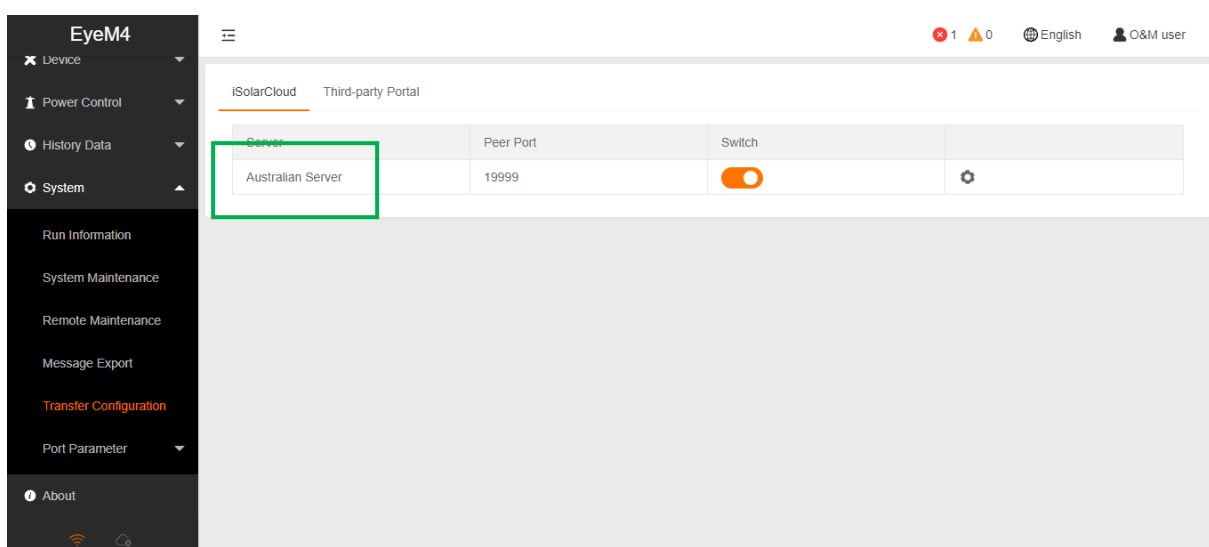 EyeM4
1
0
English
O&M user
Device
Power Control
History Data
System
Run Information
System Maintenance
Remote Maintenance
Message Export
Transfer Configuration
Port Parameter
About
iSolarCloud
Third-party Portal
Server
Peer Port
Switch
Australian Server
19999